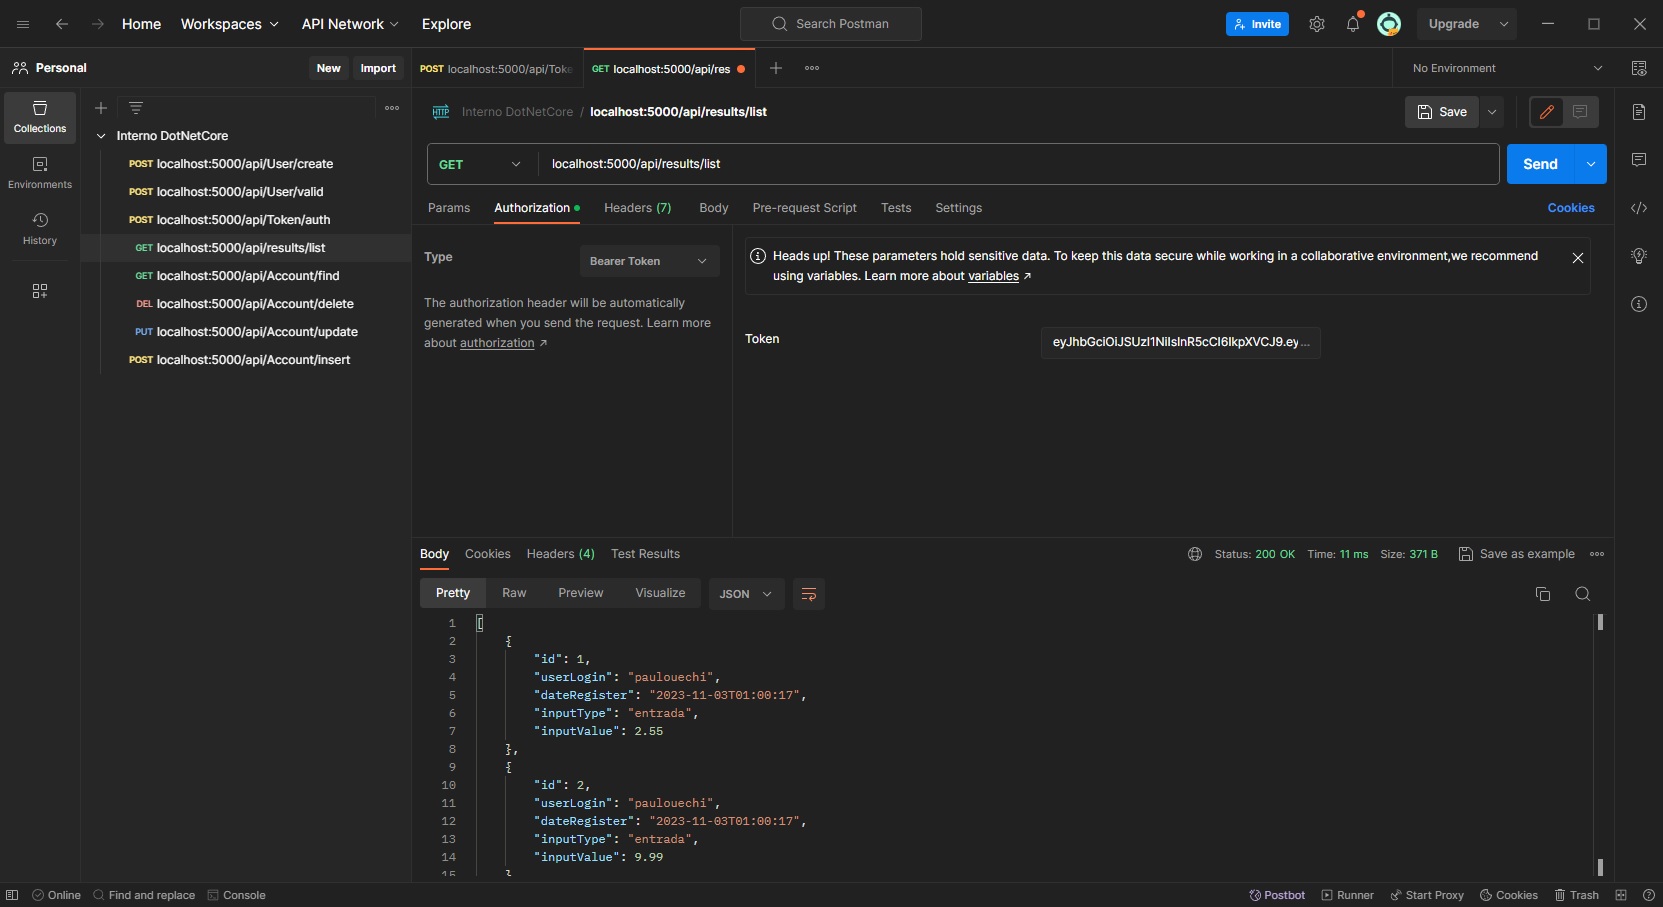 Home Workspaces API Network Explore Search Postman Invite Upgrade
Personal New Import
POST localhost:5000/api/Toke GET localhost:5000/api/res No Environment
Interno DotNetCore / localhost:5000/api/results/list Save
Collections
Environments
History
Interno DotNetCore
POST localhost:5000/api/User/create
POST localhost:5000/api/User/valid
POST localhost:5000/api/Token/auth
GET localhost:5000/api/results/list
GET localhost:5000/api/Account/find
DEL localhost:5000/api/Account/delete
PUT localhost:5000/api/Account/update
POST localhost:5000/api/Account/insert
HTTP
GET localhost:5000/api/results/list Send
Params Authorization Headers (7) Body Pre-request Script Tests Settings Cookies
Type Bearer Token
The authorization header will be automatically
generated when you send the request. Learn more
about authorization ↗
Heads up! These parameters hold sensitive data. To keep this data secure while working in a collaborative environment,we recommend
using variables. Learn more about variables ↗
Token eyJhbGciOiJSUzI1NiIsInR5cCI6IkpXVCJ9.ey ...
Body Cookies Headers (4) Test Results Status: 200 OK Time: 11 ms Size: 371 B Save as example
Pretty Raw Preview Visualize JSON
1 [
2 {
3 "id": 1,
4 "userLogin": "paulouechi",
5 "dateRegister": "2023-11-03T01:00:17",
6 "inputType": "entrada",
7 "inputValue": 2.55
8 },
9 {
10 "id": 2,
11 "userLogin": "paulouechi",
12 "dateRegister": "2023-11-03T01:00:17",
13 "inputType": "entrada",
14 "inputValue": 9.99
15 }
Online Find and replace Console Postbot Runner Start Proxy Cookies Trash